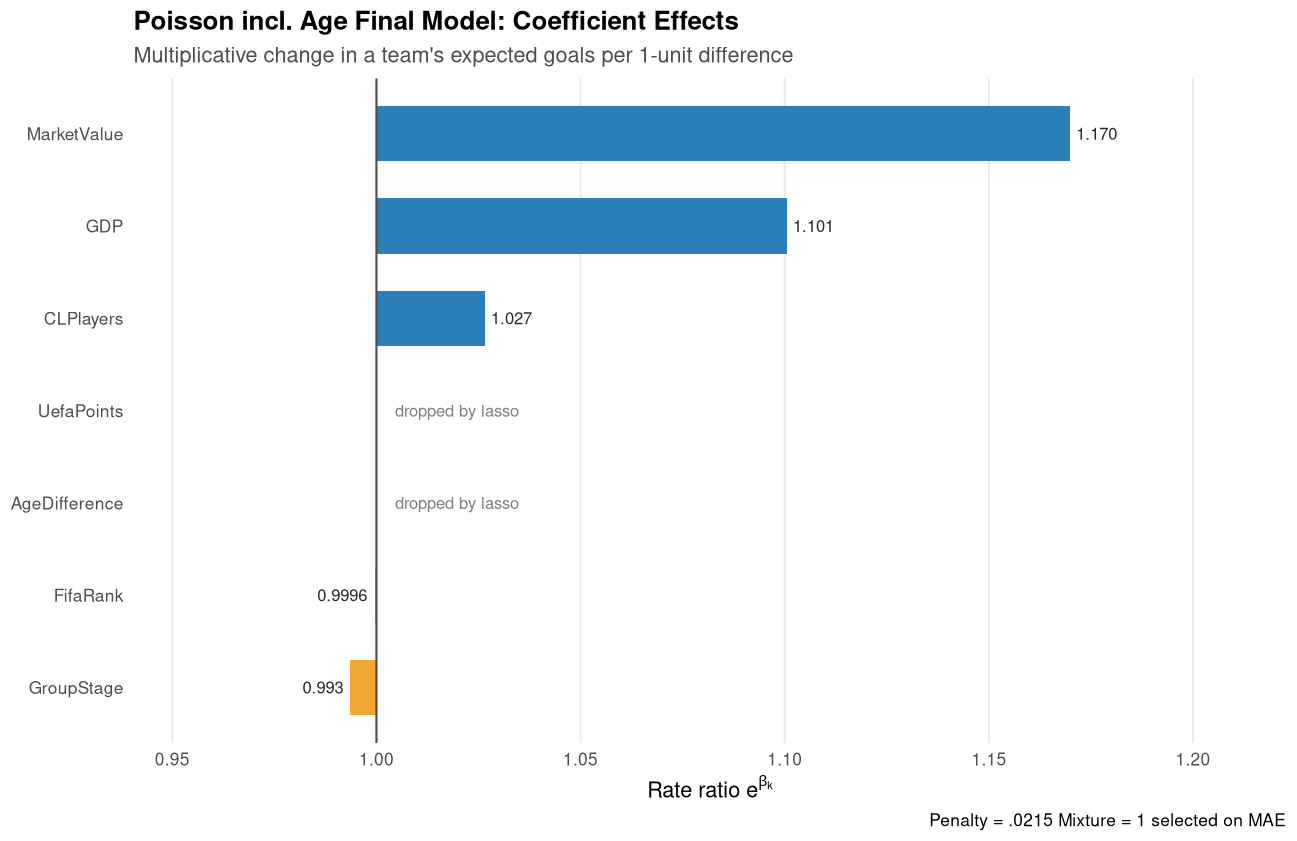 Poisson incl. Age Final Model: Coefficient Effects
Multiplicative change in a team's expected goals per 1-unit difference
MarketValue 1.170
GDP 1.101
CLPlayers 1.027
UefaPoints dropped by lasso
AgeDifference dropped by lasso
FifaRank 0.9996
GroupStage 0.993
0.95 1.00 1.05 1.10 1.15 1.20
Rate ratio e^βₖ
Penalty = .0215 Mixture = 1 selected on MAE